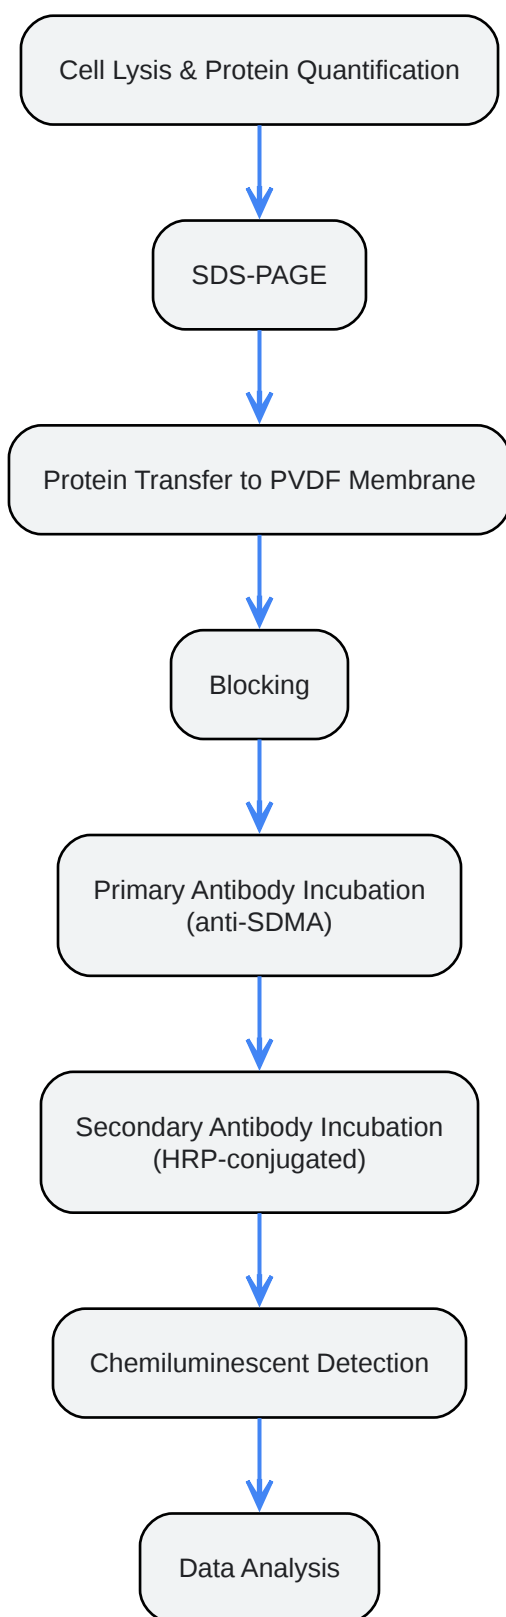 Cell Lysis & Protein Quantification
SDS-PAGE
Protein Transfer to PVDF Membrane
Blocking
Primary Antibody Incubation
(anti-SDMA)
Secondary Antibody Incubation
(HRP-conjugated)
Chemiluminescent Detection
Data Analysis